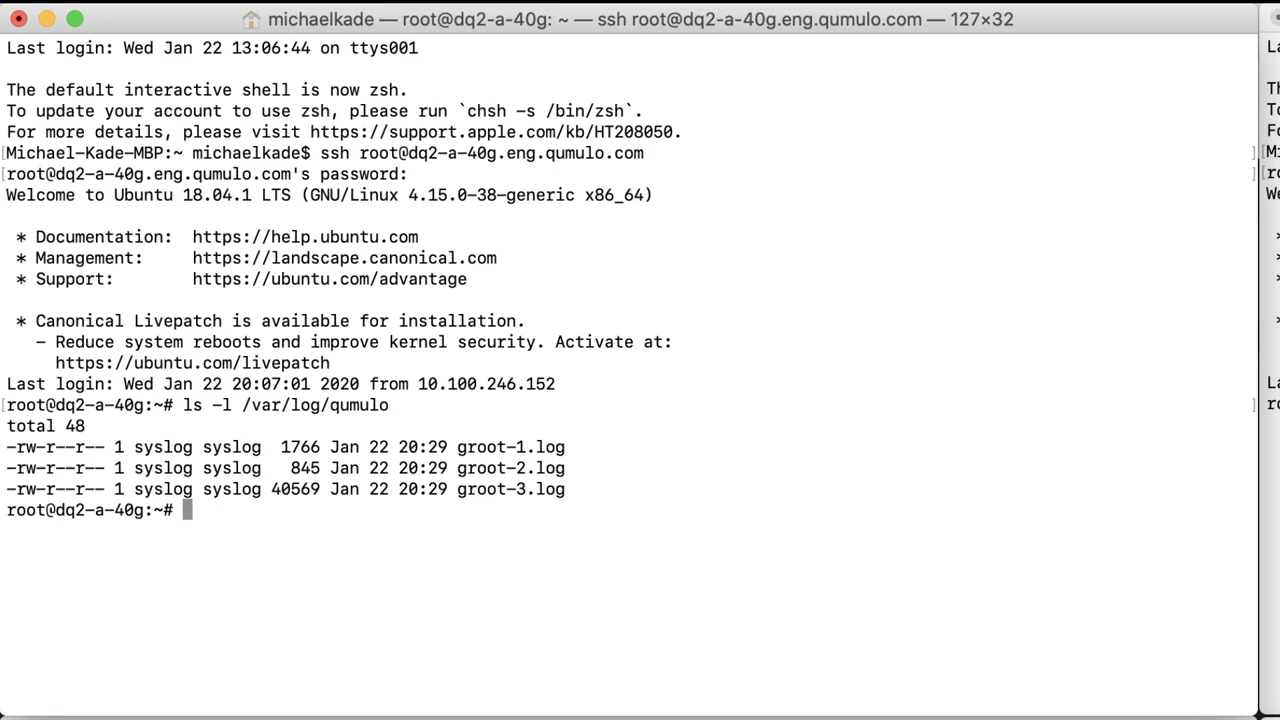 michaelkade — root@dq2-a-40g: ~ — ssh root@dq2-a-40g.eng.qumulo.com — 127×32
Last login: Wed Jan 22 13:06:44 on ttys001
The default interactive shell is now zsh.
To update your account to use zsh, please run `chsh -s /bin/zsh`.
For more details, please visit https://support.apple.com/kb/HT208050.
[Michael-Kade-MBP:~ michaelkade$ ssh root@dq2-a-40g.eng.qumulo.com ]
[root@dq2-a-40g.eng.qumulo.com's password: ]
Welcome to Ubuntu 18.04.1 LTS (GNU/Linux 4.15.0-38-generic x86_64)
* Documentation:  https://help.ubuntu.com
* Management:     https://landscape.canonical.com
* Support:        https://ubuntu.com/advantage
* Canonical Livepatch is available for installation.
- Reduce system reboots and improve kernel security. Activate at:
https://ubuntu.com/livepatch
Last login: Wed Jan 22 20:07:01 2020 from 10.100.246.152
[root@dq2-a-40g:~# ls -l /var/log/qumulo ]
total 48
-rw-r--r-- 1 syslog syslog  1766 Jan 22 20:29 groot-1.log
-rw-r--r-- 1 syslog syslog   845 Jan 22 20:29 groot-2.log
-rw-r--r-- 1 syslog syslog 40569 Jan 22 20:29 groot-3.log
root@dq2-a-40g:~#
La
Th
To
Fo
[Mi
[ro
We
*
*
*
*
La
ro